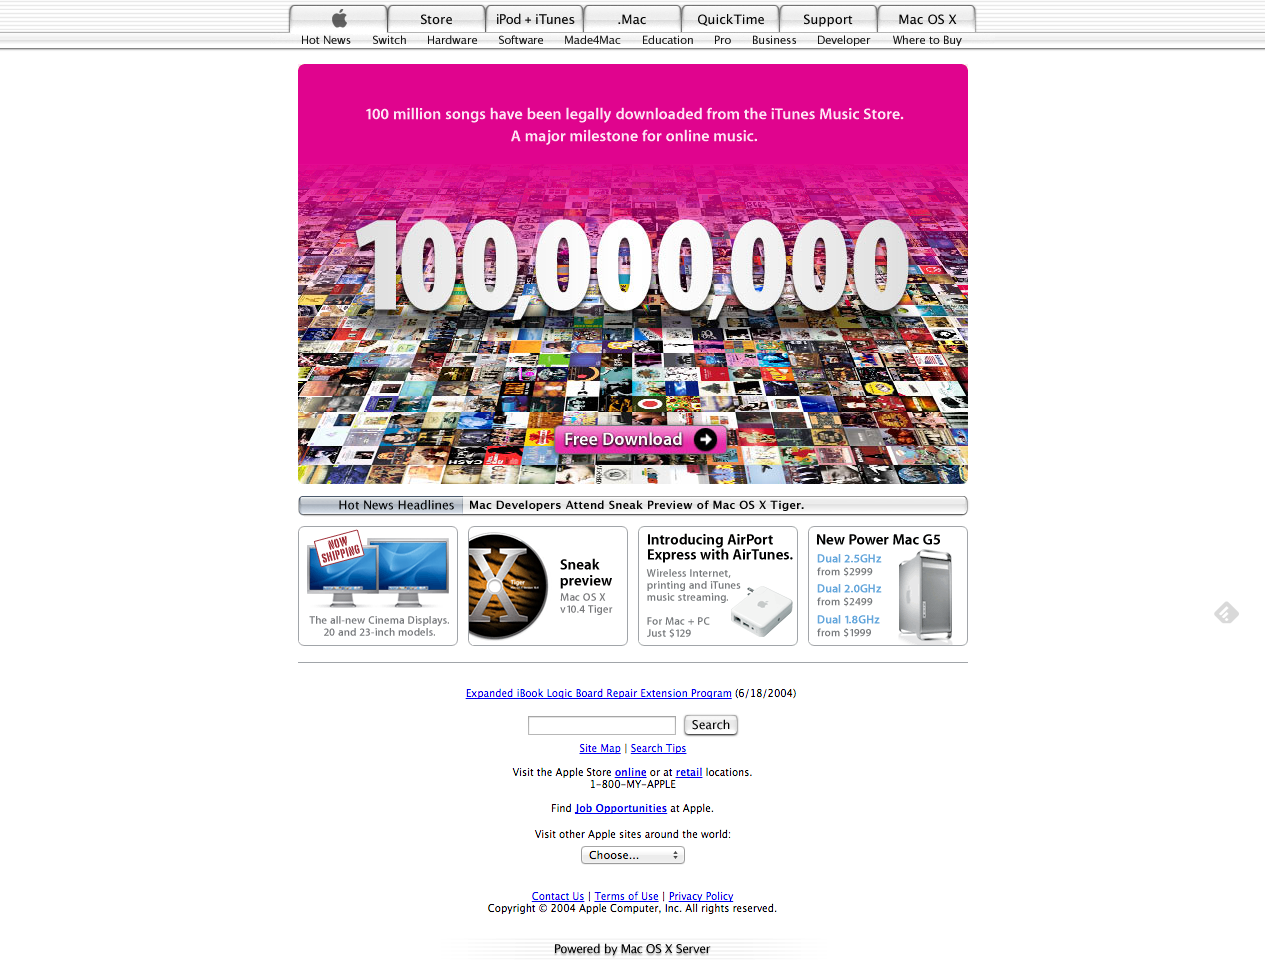 Store
iPod + iTunes
.Mac
QuickTime
Support
Mac OS X
Hot News
Switch
Hardware
Software
Made4Mac
Education
Pro
Business
Developer
Where to Buy
100 million songs have been legally downloaded from the iTunes Music Store.
A major milestone for online music.
100,000,000
Free Download
Hot News Headlines
Mac Developers Attend Sneak Preview of Mac OS X Tiger.
NOW
SHIPPING
The all-new Cinema Displays.
20 and 23-inch models.
X
Tiger
Sneak
preview
Mac OS X
v10.4 Tiger
Introducing AirPort
Express with AirTunes.
Wireless Internet,
printing and iTunes
music streaming.
For Mac + PC
Just $129
New Power Mac G5
Dual 2.5GHz
from $2999
Dual 2.0GHz
from $2499
Dual 1.8GHz
from $1999
Expanded iBook Logic Board Repair Extension Program (6/18/2004)
Search
Site Map | Search Tips
Visit the Apple Store online or at retail locations.
1-800-MY-APPLE
Find Job Opportunities at Apple.
Visit other Apple sites around the world:
Choose...
Contact Us | Terms of Use | Privacy Policy
Copyright © 2004 Apple Computer, Inc. All rights reserved.
Powered by Mac OS X Server